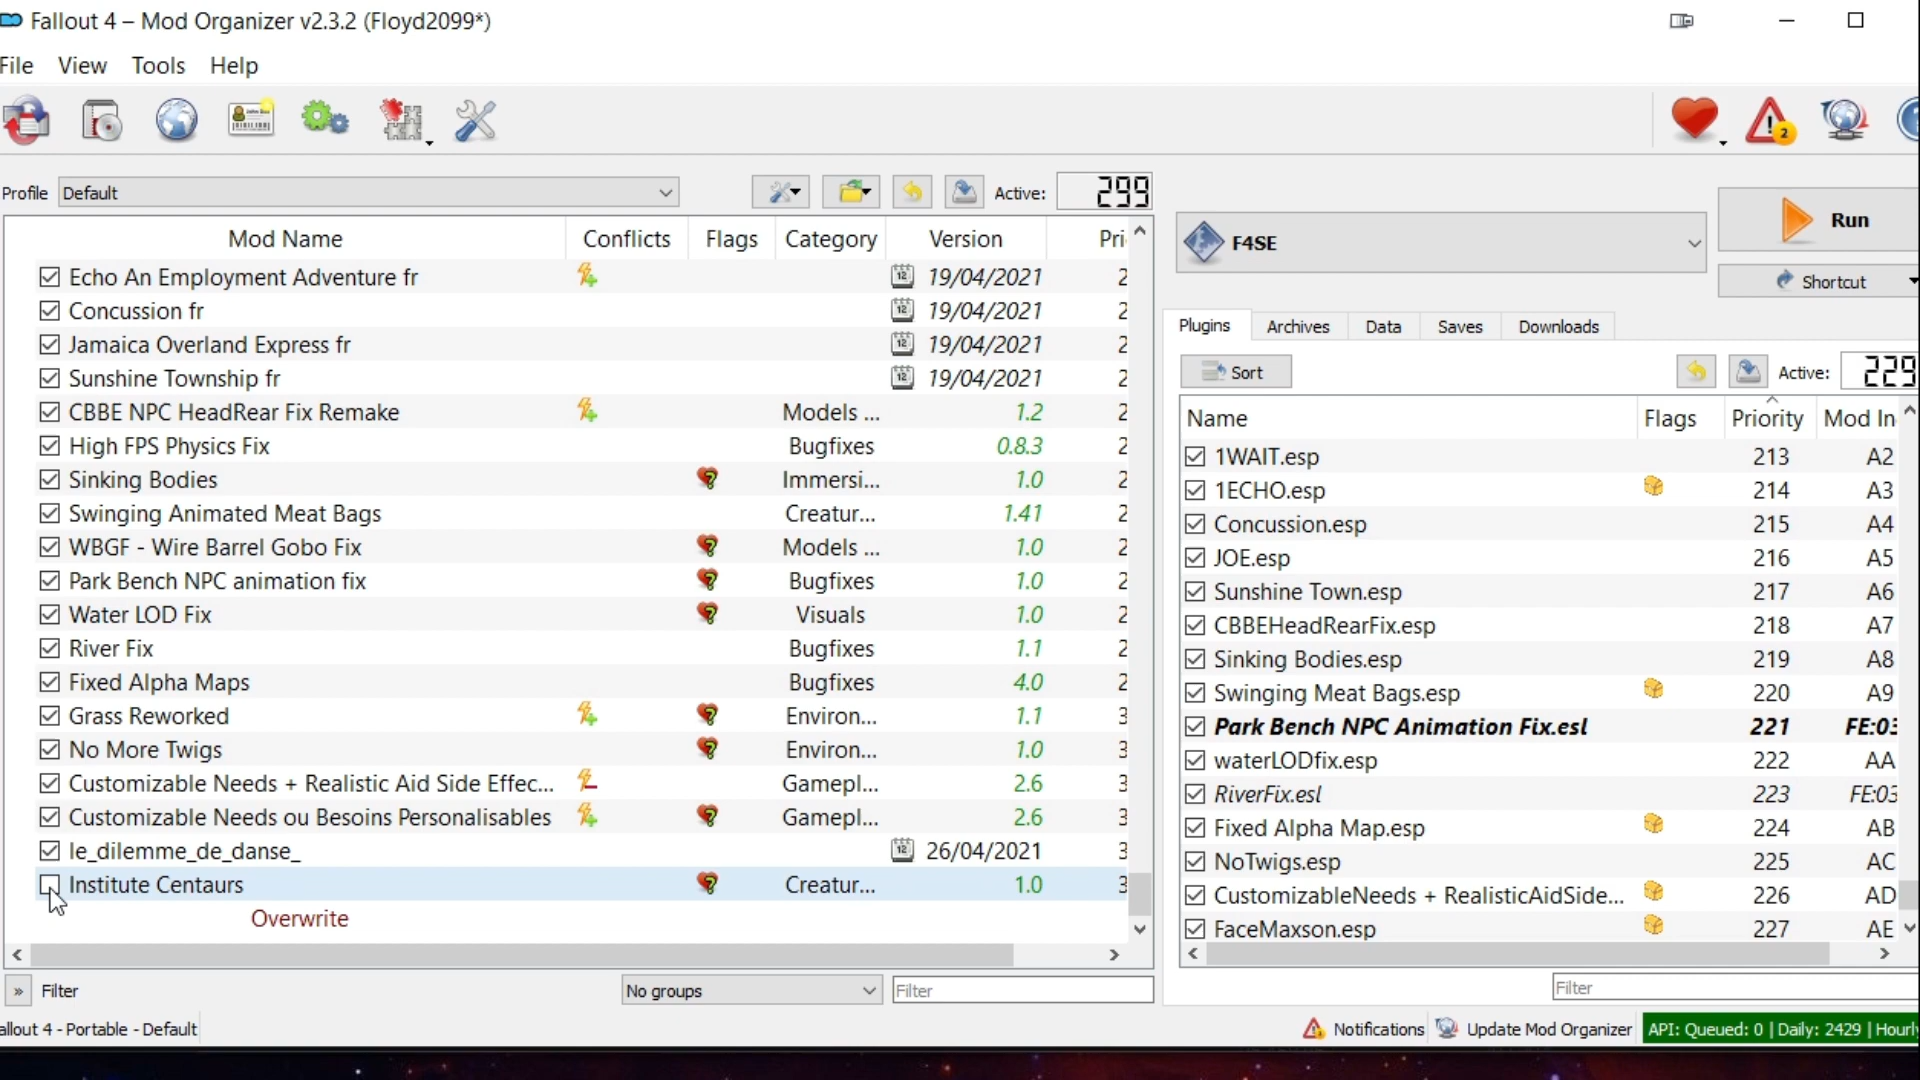 Fallout 4 – Mod Organizer v2.3.2 (Floyd2099*)
File View Tools Help
2
Profile Default Active: 299
Mod Name Conflicts Flags Category Version Pri
Echo An Employment Adventure fr 12 19/04/2021 2
Concussion fr 12 19/04/2021 2
Jamaica Overland Express fr 12 19/04/2021 2
Sunshine Township fr 12 19/04/2021 2
CBBE NPC HeadRear Fix Remake Models ... 1.2 2
High FPS Physics Fix Bugfixes 0.8.3 2
Sinking Bodies Immersi... 1.0 2
Swinging Animated Meat Bags Creatur... 1.41 2
WBGF - Wire Barrel Gobo Fix Models ... 1.0 2
Park Bench NPC animation fix Bugfixes 1.0 2
Water LOD Fix Visuals 1.0 2
River Fix Bugfixes 1.1 2
Fixed Alpha Maps Bugfixes 4.0 2
Grass Reworked Environ... 1.1 3
No More Twigs Environ... 1.0 3
Customizable Needs + Realistic Aid Side Effec... Gamepl... 2.6 3
Customizable Needs ou Besoins Personalisables Gamepl... 2.6 3
le_dilemme_de_danse_ 12 26/04/2021 3
Institute Centaurs Creatur... 1.0 3
Overwrite
» Filter No groups Filter
allout 4 - Portable - Default
F4SE
Run
Shortcut
Plugins Archives Data Saves Downloads
Sort Active: 229
Name Flags Priority Mod In
1WAIT.esp 213 A2
1ECHO.esp 214 A3
Concussion.esp 215 A4
JOE.esp 216 A5
Sunshine Town.esp 217 A6
CBBEHeadRearFix.esp 218 A7
Sinking Bodies.esp 219 A8
Swinging Meat Bags.esp 220 A9
Park Bench NPC Animation Fix.esl 221 FE:03
waterLODfix.esp 222 AA
RiverFix.esl 223 FE:03
Fixed Alpha Map.esp 224 AB
NoTwigs.esp 225 AC
CustomizableNeeds + RealisticAidSide... 226 AD
FaceMaxson.esp 227 AE
Filter
Notifications Update Mod Organizer API: Queued: 0 | Daily: 2429 | Hourl